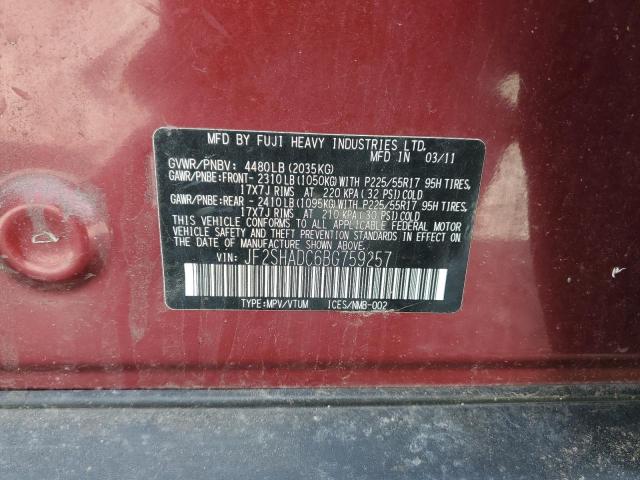 MFD BY FUJI HEAVY INDUSTRIES LTD.
MFD IN 03/11
GVWR/PNBV: 4480LB (2035KG)
GAWR/PNBE: FRONT- 2310LB (1050KG) WITH P225/55R17 95H TIRES,
17X7J RIMS AT 220 KPA ( 32 PSI) COLD
GAWR/PNBE: REAR - 2410LB (1095KG) WITH P225/55R17 95H TIRES,
17X7J RIMS AT 210 KPA ( 30 PSI) COLD
THIS VEHICLE CONFORMS TO ALL APPLICABLE FEDERAL MOTOR
VEHICLE SAFETY AND THEFT PREVENTION STANDARDS IN EFFECT
ON THE DATE OF MANUFACTURE SHOWN ABOVE.
VIN: JF2SHADC6BG759257
TYPE: MPV/VTUM ICES/NMB-002